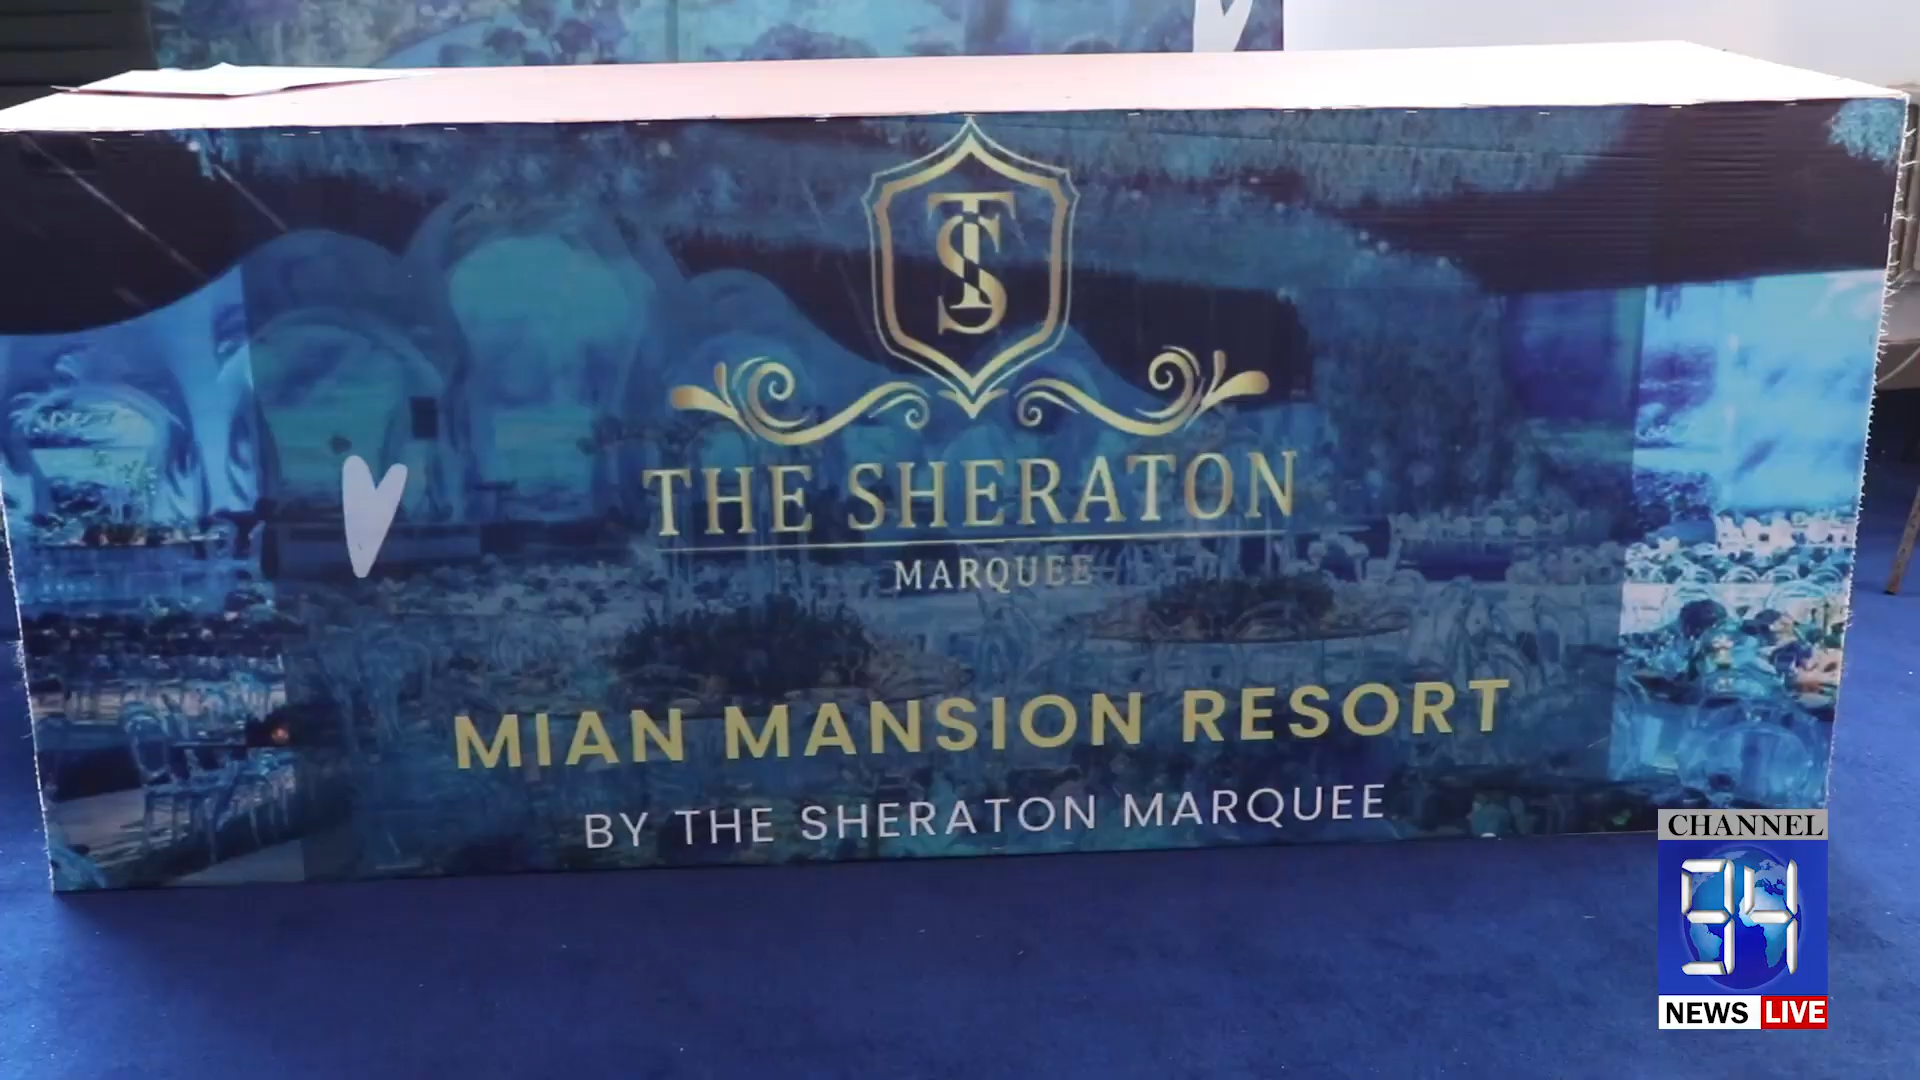 TS
THE SHERATON
MARQUEE
MIAN MANSION RESORT
BY THE SHERATON MARQUEE
CHANNEL
94
NEWS LIVE